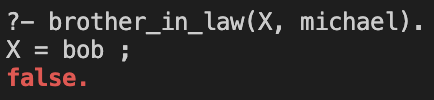 ?- brother_in_law(X, michael).
X = bob ;
false.